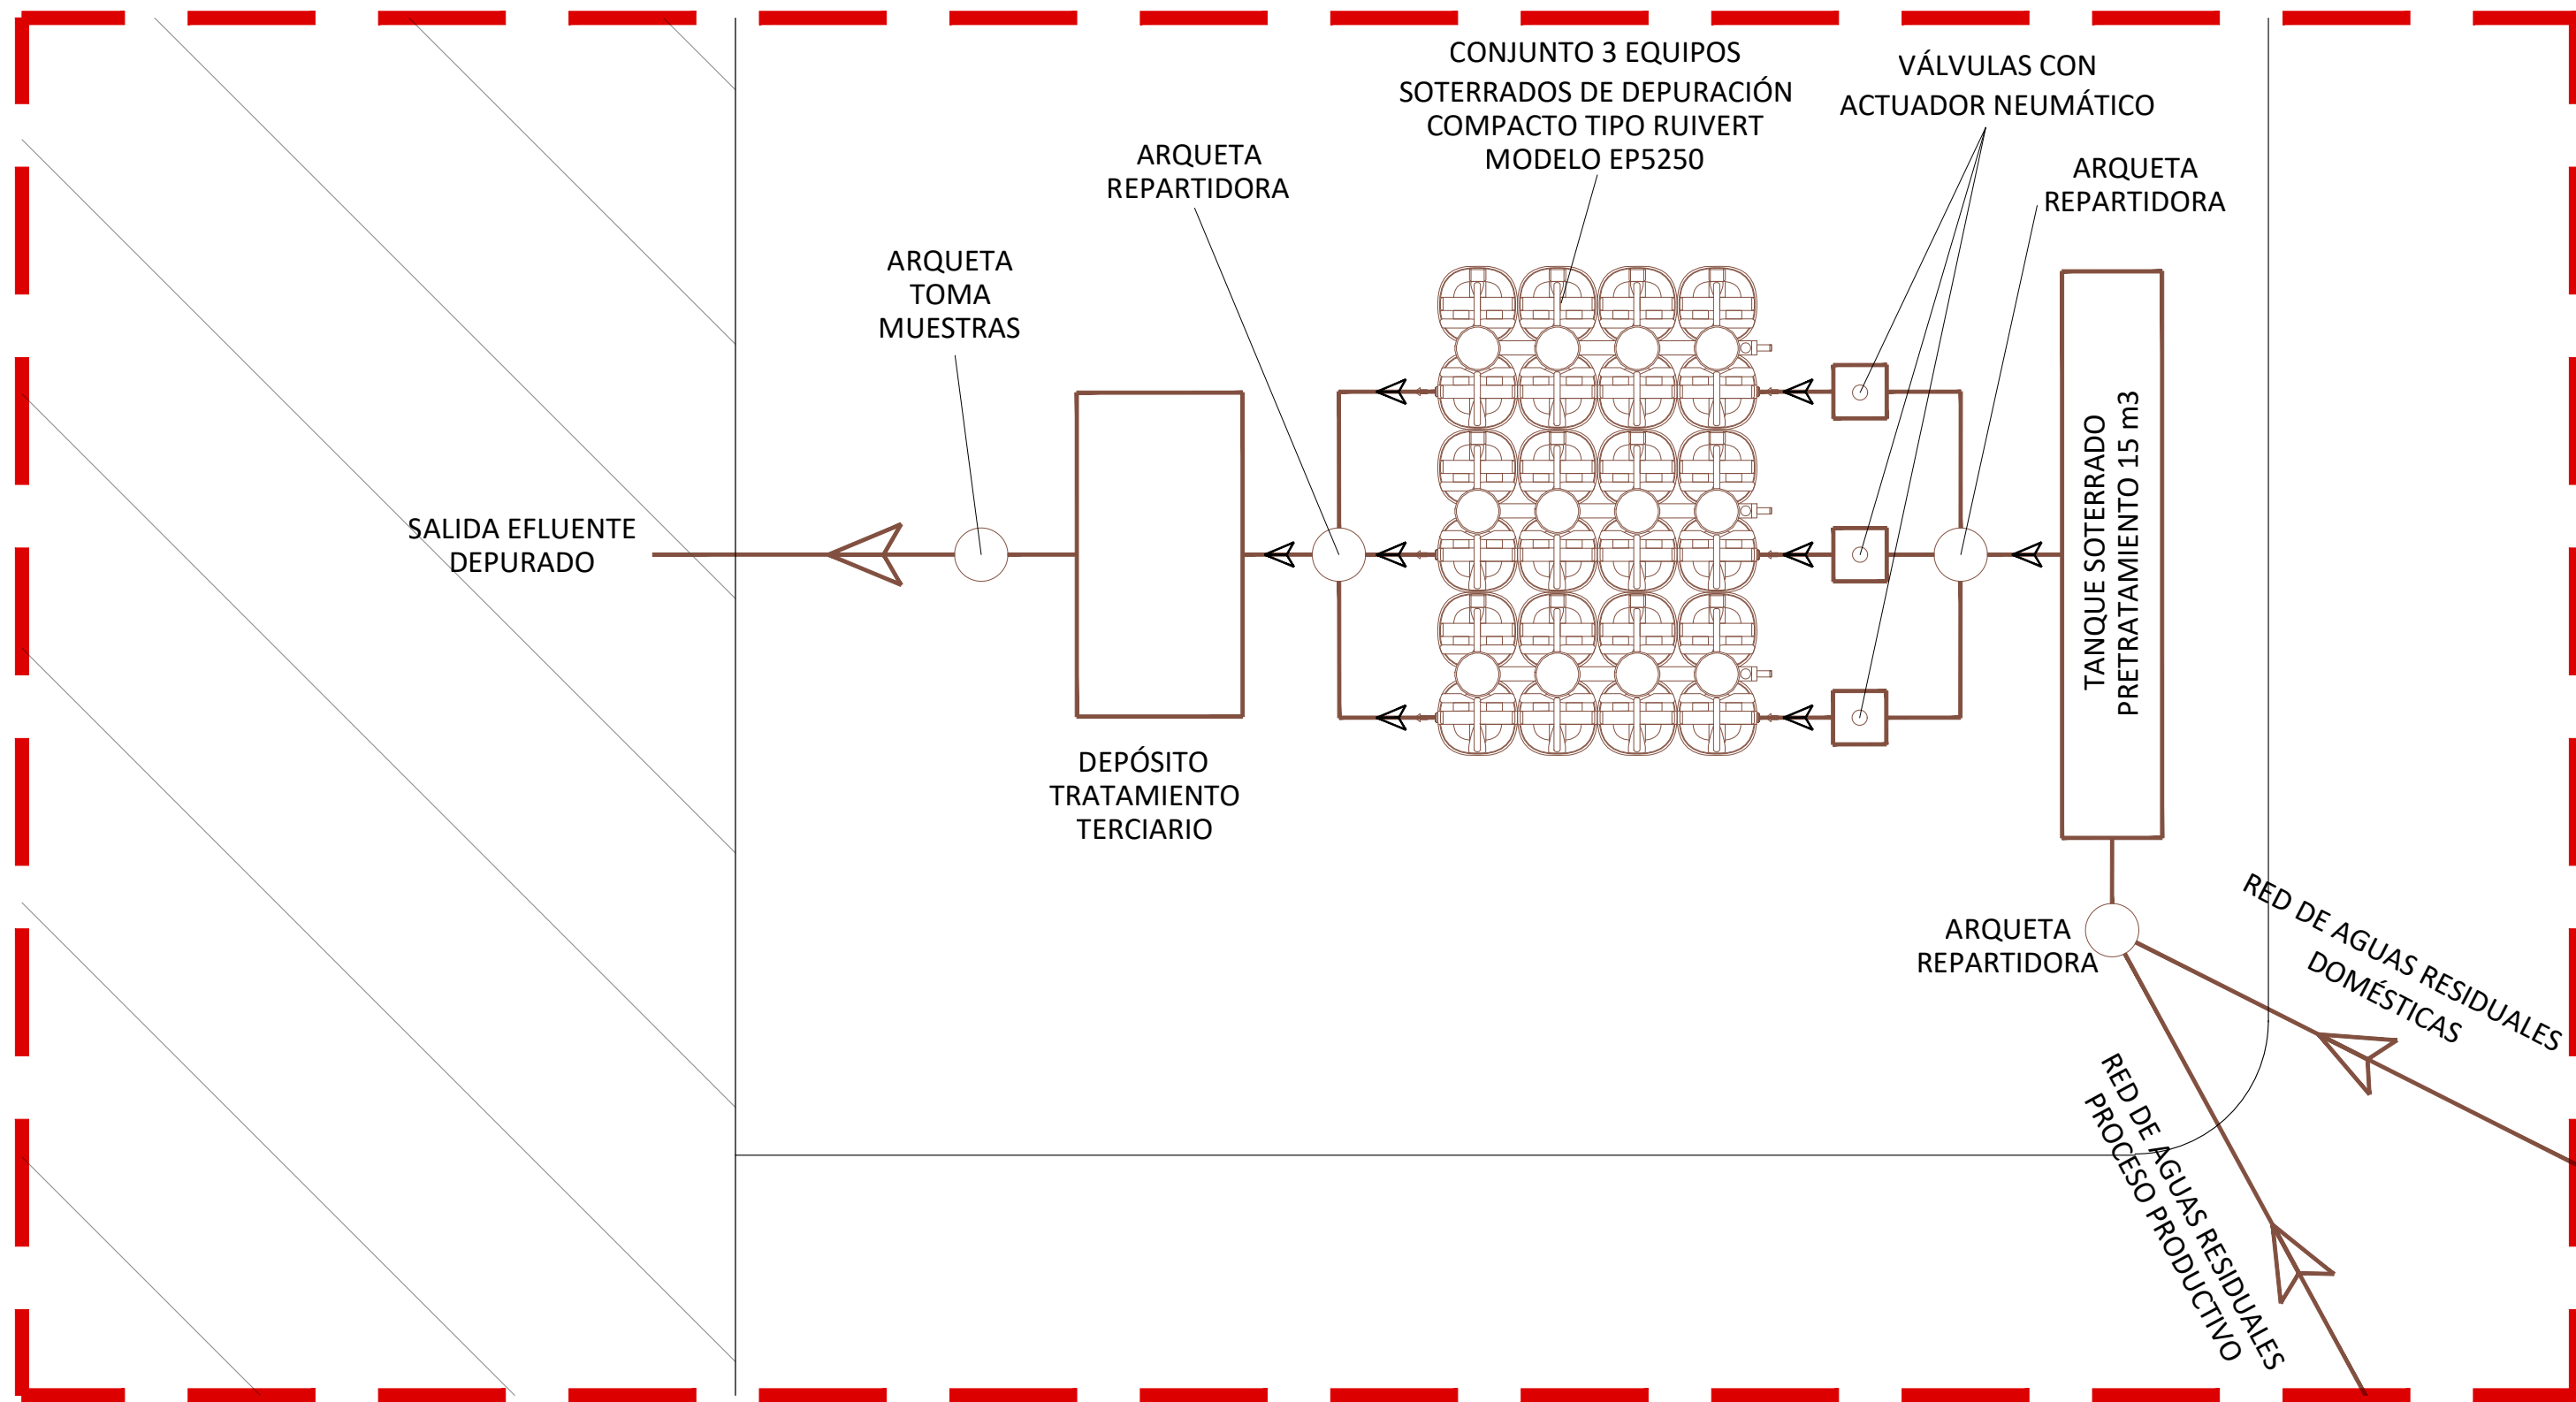 CONJUNTO 3 EQUIPOS
SOTERRADOS DE DEPURACIÓN
COMPACTO TIPO RUIVERT
MODELO EP5250
VÁLVULAS CON
ACTUADOR NEUMÁTICO
ARQUETA
REPARTIDORA
ARQUETA
REPARTIDORA
ARQUETA
TOMA
MUESTRAS
SALIDA EFLUENTE
DEPURADO
TANQUE SOTERRADO
PRETRATAMIENTO 15 m3
DEPÓSITO
TRATAMIENTO
TERCIARIO
ARQUETA
REPARTIDORA
RED DE AGUAS RESIDUALES
DOMÉSTICAS
RED DE AGUAS RESIDUALES
PROCESO PRODUCTIVO